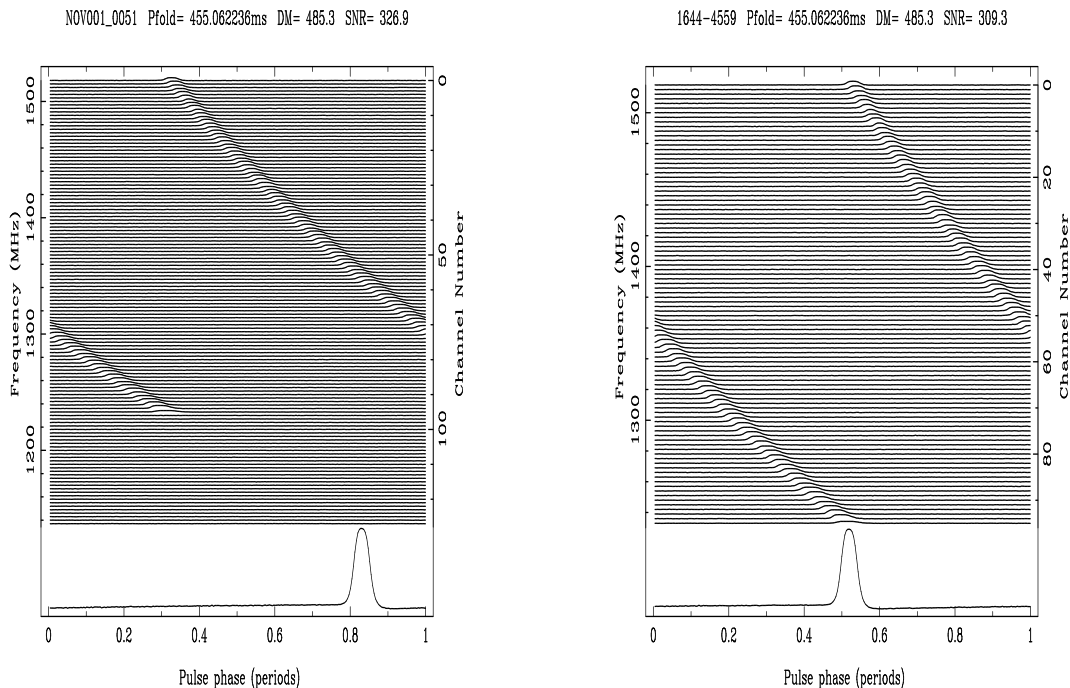 NOV001_0051 Pfold= 455.062236ms DM= 485.3 SNR= 326.9
Frequency (MHz)
1500
1400
1300
1200
0
50
100
Channel Number
0 0.2 0.4 0.6 0.8 1
Pulse phase (periods)
1644-4559 Pfold= 455.062236ms DM= 485.3 SNR= 309.3
Frequency (MHz)
1500
1400
1300
0
20
40
60
80
Channel Number
0 0.2 0.4 0.6 0.8 1
Pulse phase (periods)